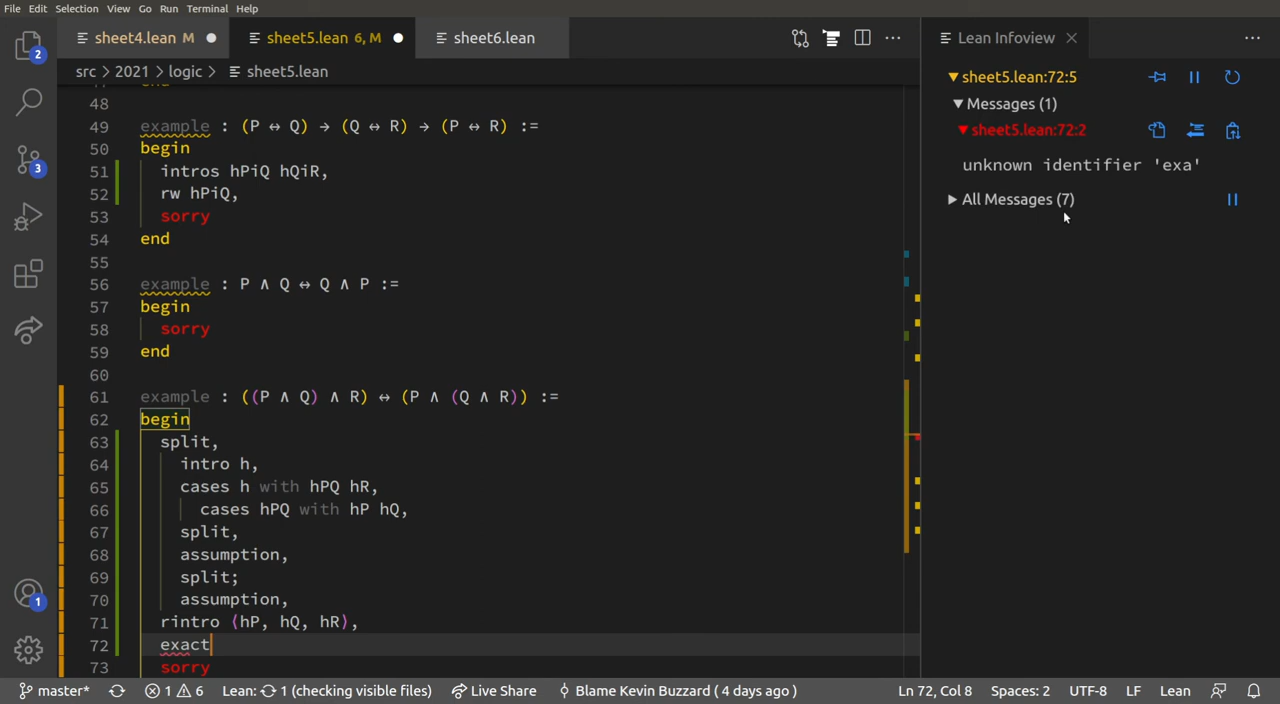 File Edit Selection View Go Run Terminal Help
sheet4.lean M
sheet5.lean 6, M
sheet6.lean
Lean Infoview
src > 2021 > logic > sheet5.lean
sheet5.lean:72:5
Messages (1)
sheet5.lean:72:2
unknown identifier 'exa'
All Messages (7)
2
3
1
48
49 example : (P ↔ Q) → (Q ↔ R) → (P ↔ R) :=
50 begin
51 intros hPiQ hQiR,
52 rw hPiQ,
53 sorry
54 end
55
56 example : P ∧ Q ↔ Q ∧ P :=
57 begin
58 sorry
59 end
60
61 example : ((P ∧ Q) ∧ R) ↔ (P ∧ (Q ∧ R)) :=
62 begin
63 split,
64 intro h,
65 cases h with hPQ hR,
66 cases hPQ with hP hQ,
67 split,
68 assumption,
69 split;
70 assumption,
71 rintro ⟨hP, hQ, hR⟩,
72 exact
73 sorry
master* 1 6 Lean: 1 (checking visible files) Live Share Blame Kevin Buzzard ( 4 days ago ) Ln 72, Col 8 Spaces: 2 UTF-8 LF Lean